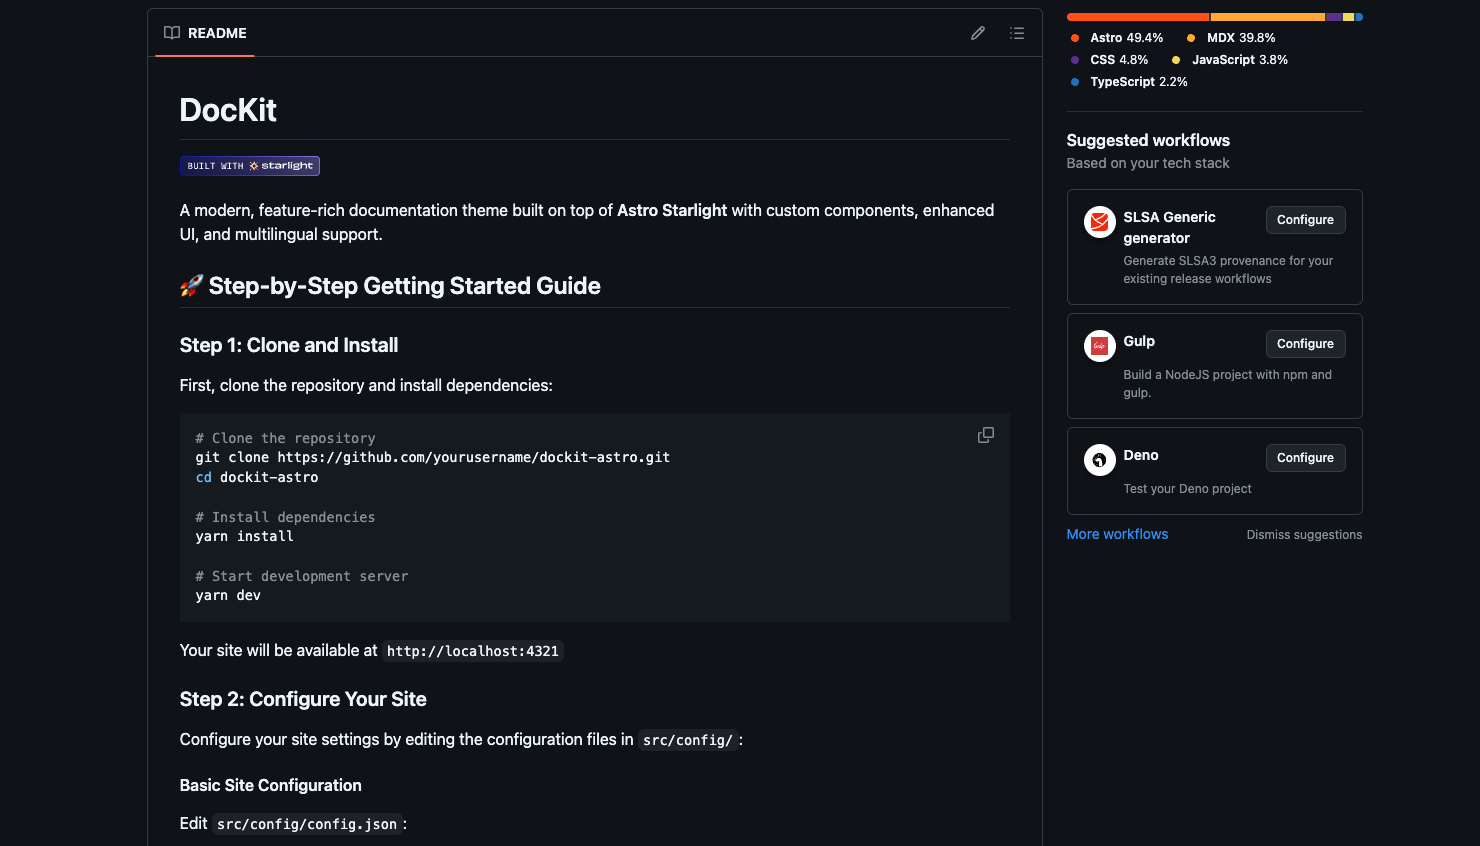 README
DocKit
BUILT WITH starlight
A modern, feature-rich documentation theme built on top of Astro Starlight with custom components, enhanced
UI, and multilingual support.
🚀 Step-by-Step Getting Started Guide
Step 1: Clone and Install
First, clone the repository and install dependencies:
# Clone the repository
git clone https://github.com/yourusername/dockit-astro.git
cd dockit-astro
# Install dependencies
yarn install
# Start development server
yarn dev
Your site will be available at http://localhost:4321
Step 2: Configure Your Site
Configure your site settings by editing the configuration files in src/config/ :
Basic Site Configuration
Edit src/config/config.json :
Astro 49.4% MDX 39.8%
CSS 4.8% JavaScript 3.8%
TypeScript 2.2%
Suggested workflows
Based on your tech stack
SLSA Generic
generator
Configure
Generate SLSA3 provenance for your
existing release workflows
Gulp
Configure
Build a NodeJS project with npm and
gulp.
Deno
Configure
Test your Deno project
More workflows
Dismiss suggestions